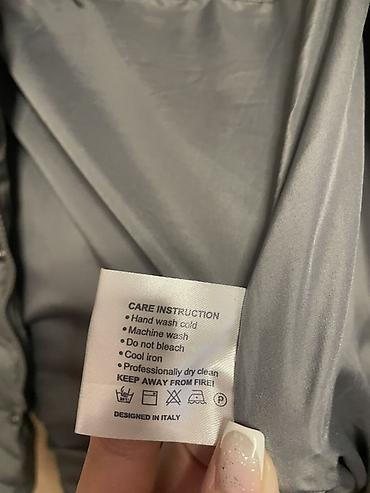 CARE INSTRUCTION
• Hand wash cold
• Machine wash
• Do not bleach
• Cool iron
• Professionally dry clean
KEEP AWAY FROM FIRE!
DESIGNED IN ITALY